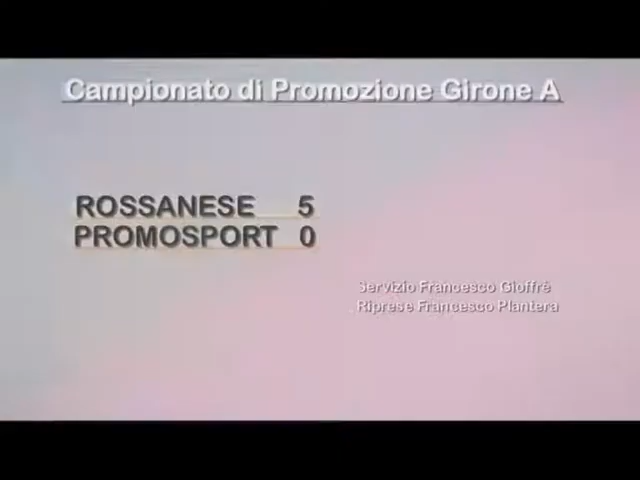 Campionato di Promozione Girone A
ROSSANESE 5
PROMOSPORT 0
Servizio Francesco Gioffrè
Riprese Francesco Plantera